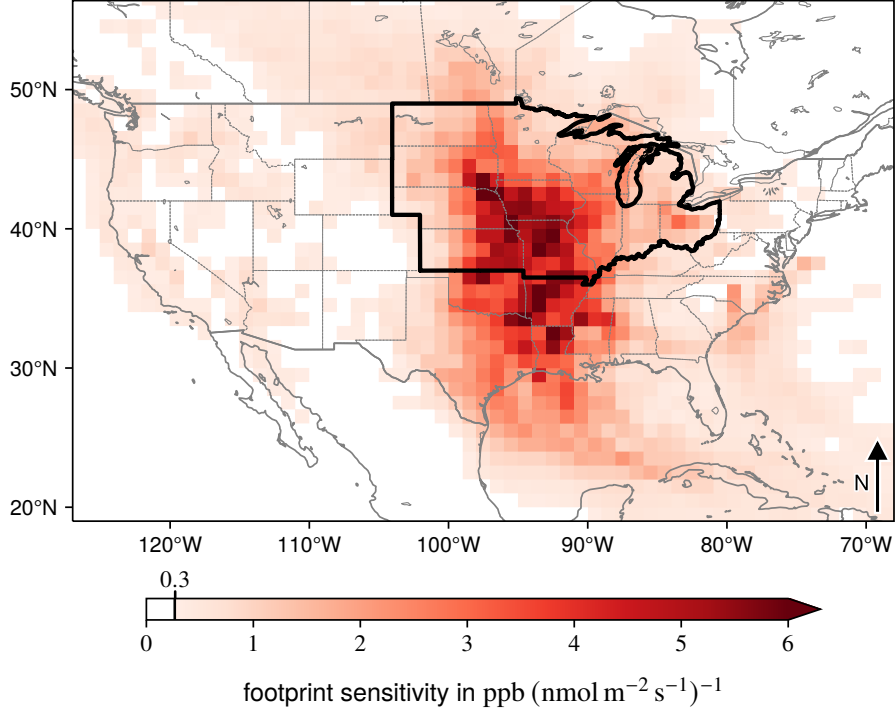 50°N
40°N
30°N
20°N
N
120°W 110°W 100°W 90°W 80°W 70°W
0.3
0 1 2 3 4 5 6
footprint sensitivity in ppb (nmol m⁻² s⁻¹)⁻¹